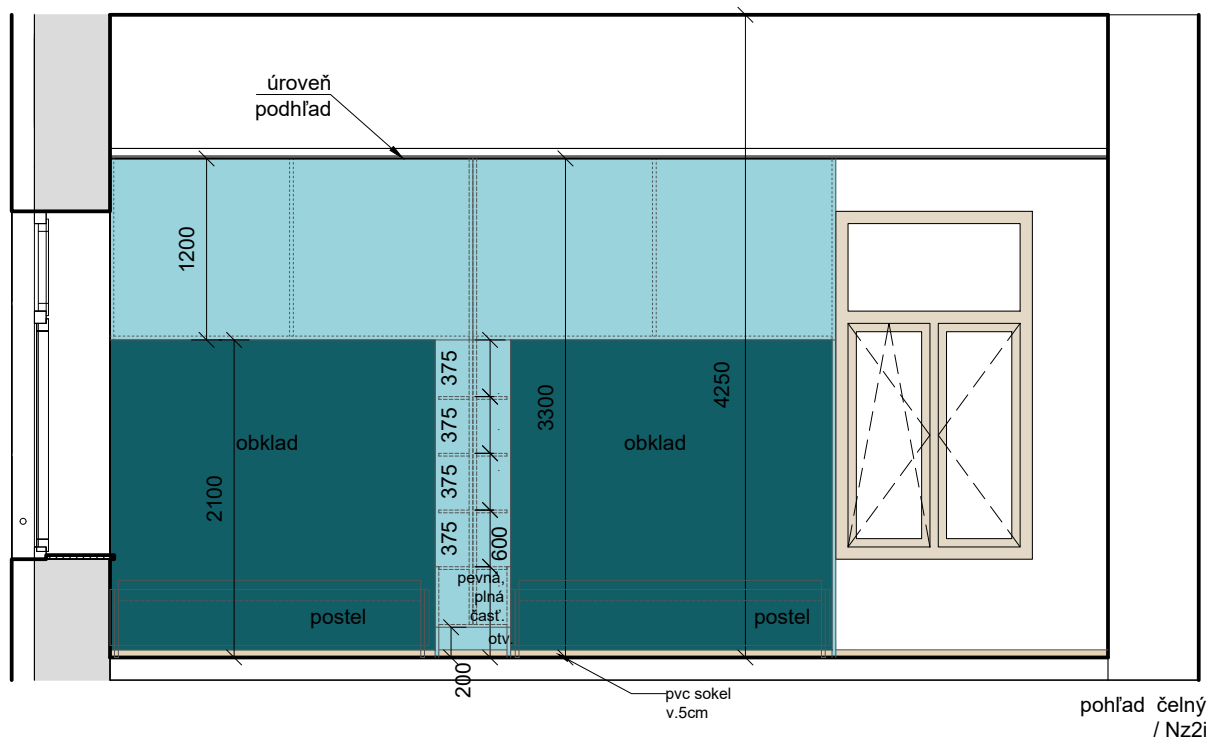 úroveň
podhľad
1200
375
375
375
375
4250
3300
obklad
obklad
2100
600
pevná,
plná
časť.
postel
postel
otv.
200
pvc sokel
v.5cm
pohľad čelný
/ Nz2i